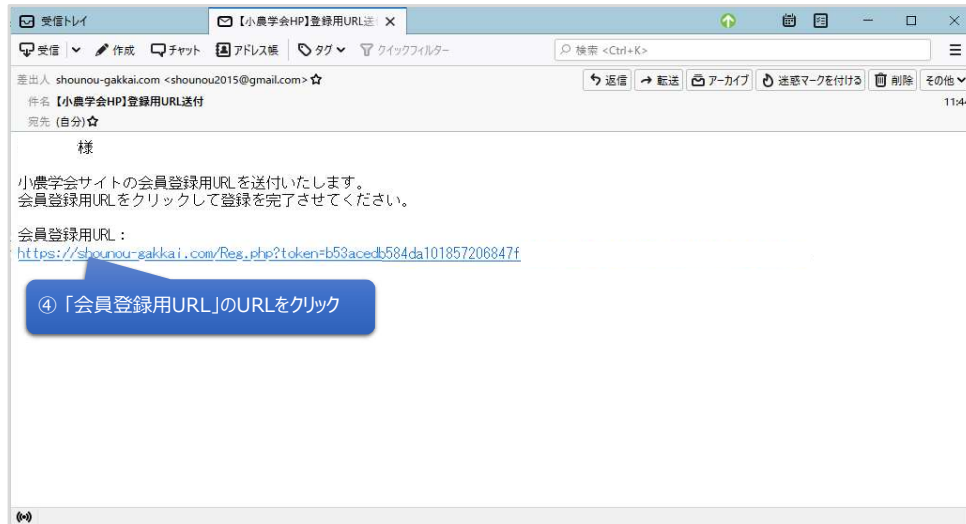 受信トレイ
【小農学会HP】登録用URL送
受信 作成 チャット アドレス帳 タグ クイックフィルター 検索 <Ctrl+K>
差出人 shounou-gakkai.com <shounou2015@gmail.com> 返信 転送 アーカイブ 迷惑マークを付ける 削除 その他
件名 【小農学会HP】登録用URL送付
11:44
宛先 (自分)
様
小農学会サイトの会員登録用URLを送付いたします。
会員登録用URLをクリックして登録を完了させてください。
会員登録用URL：
https://shounou-gakkai.com/Reg.php?token=b53acedb584da101857206847f
④「会員登録用URL」のURLをクリック